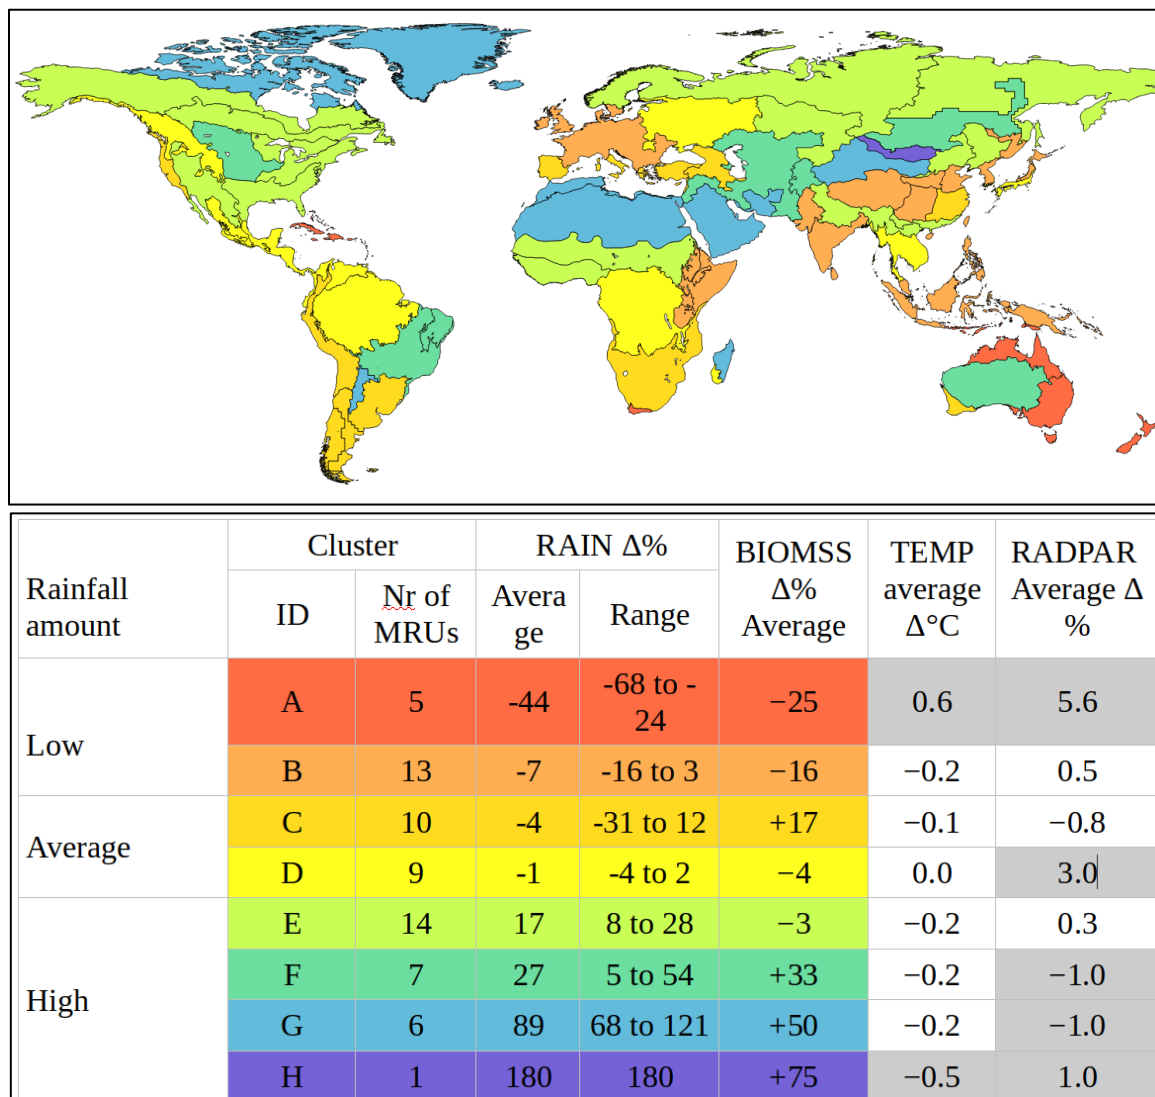 Rainfall amount | Cluster | RAIN Δ% | BIOMSS Δ% Average | TEMP average Δ°C | RADPAR Average Δ %
ID | Nr of MRUs | Avera ge | Range
Low | A | 5 | -44 | -68 to -24 | −25 | 0.6 | 5.6
B | 13 | -7 | -16 to 3 | −16 | −0.2 | 0.5
Average | C | 10 | -4 | -31 to 12 | +17 | −0.1 | −0.8
D | 9 | -1 | -4 to 2 | −4 | 0.0 | 3.0
High | E | 14 | 17 | 8 to 28 | −3 | −0.2 | 0.3
F | 7 | 27 | 5 to 54 | +33 | −0.2 | −1.0
G | 6 | 89 | 68 to 121 | +50 | −0.2 | −1.0
H | 1 | 180 | 180 | +75 | −0.5 | 1.0